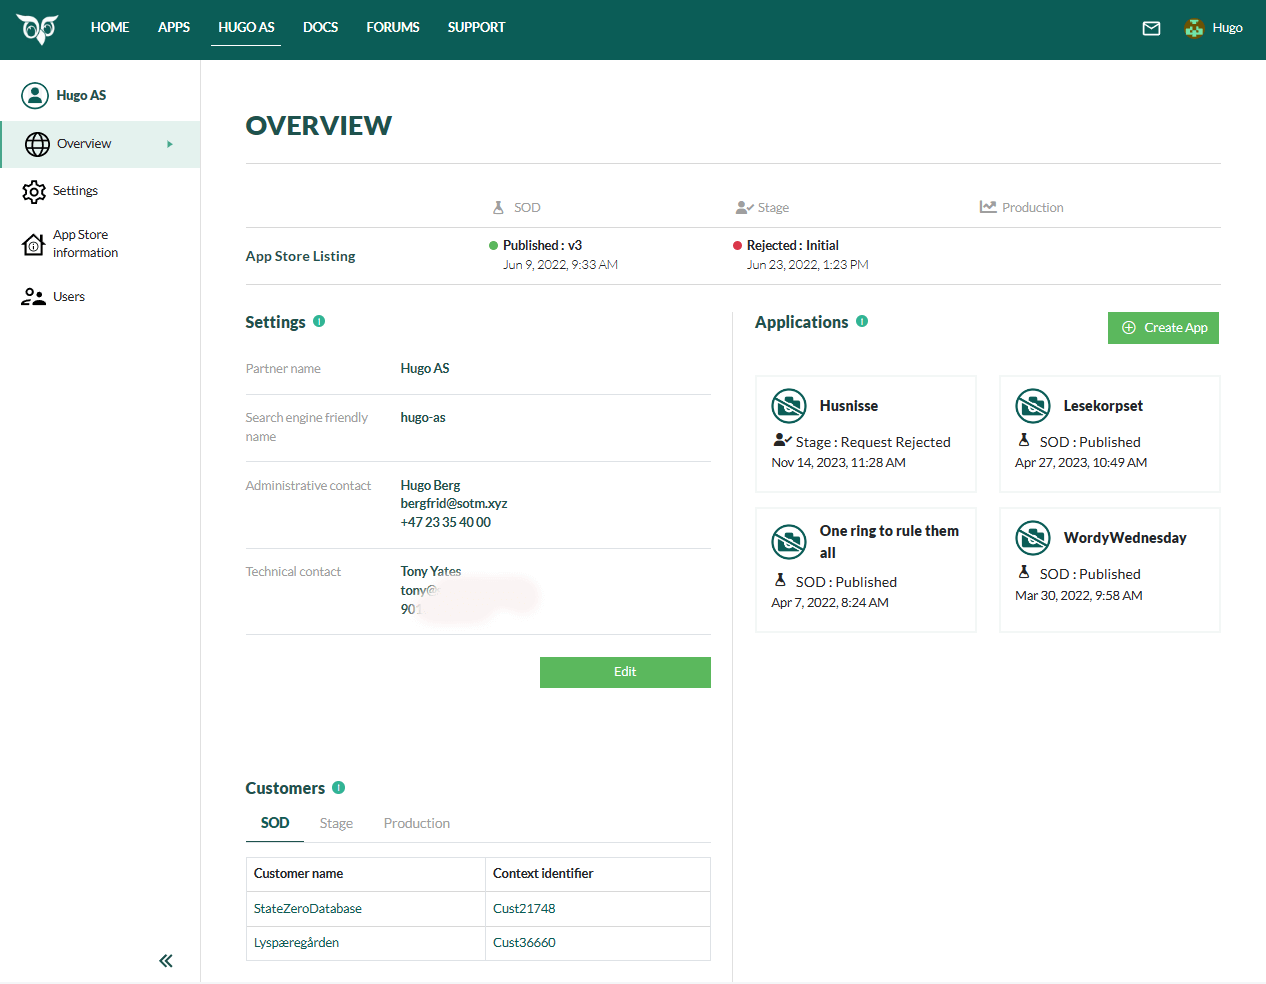 HOME APPS HUGO AS DOCS FORUMS SUPPORT Hugo
Hugo AS
Overview
Settings
App Store
information
Users
OVERVIEW
SOD Stage Production
App Store Listing
Published : v3
Jun 9, 2022, 9:33 AM
Rejected : Initial
Jun 23, 2022, 1:23 PM
Settings
Partner name Hugo AS
Search engine friendly
name
hugo-as
Administrative contact Hugo Berg
bergfrid@sotm.xyz
+47 23 35 40 00
Technical contact Tony Yates
tony@
901
Edit
Applications
Create App
Husnisse
Stage : Request Rejected
Nov 14, 2023, 11:28 AM
Lesekorpset
SOD : Published
Apr 27, 2023, 10:49 AM
One ring to rule them
all
SOD : Published
Apr 7, 2022, 8:24 AM
WordyWednesday
SOD : Published
Mar 30, 2022, 9:58 AM
Customers
SOD Stage Production
Customer name Context identifier
StateZeroDatabase Cust21748
Lyspæregården Cust36660